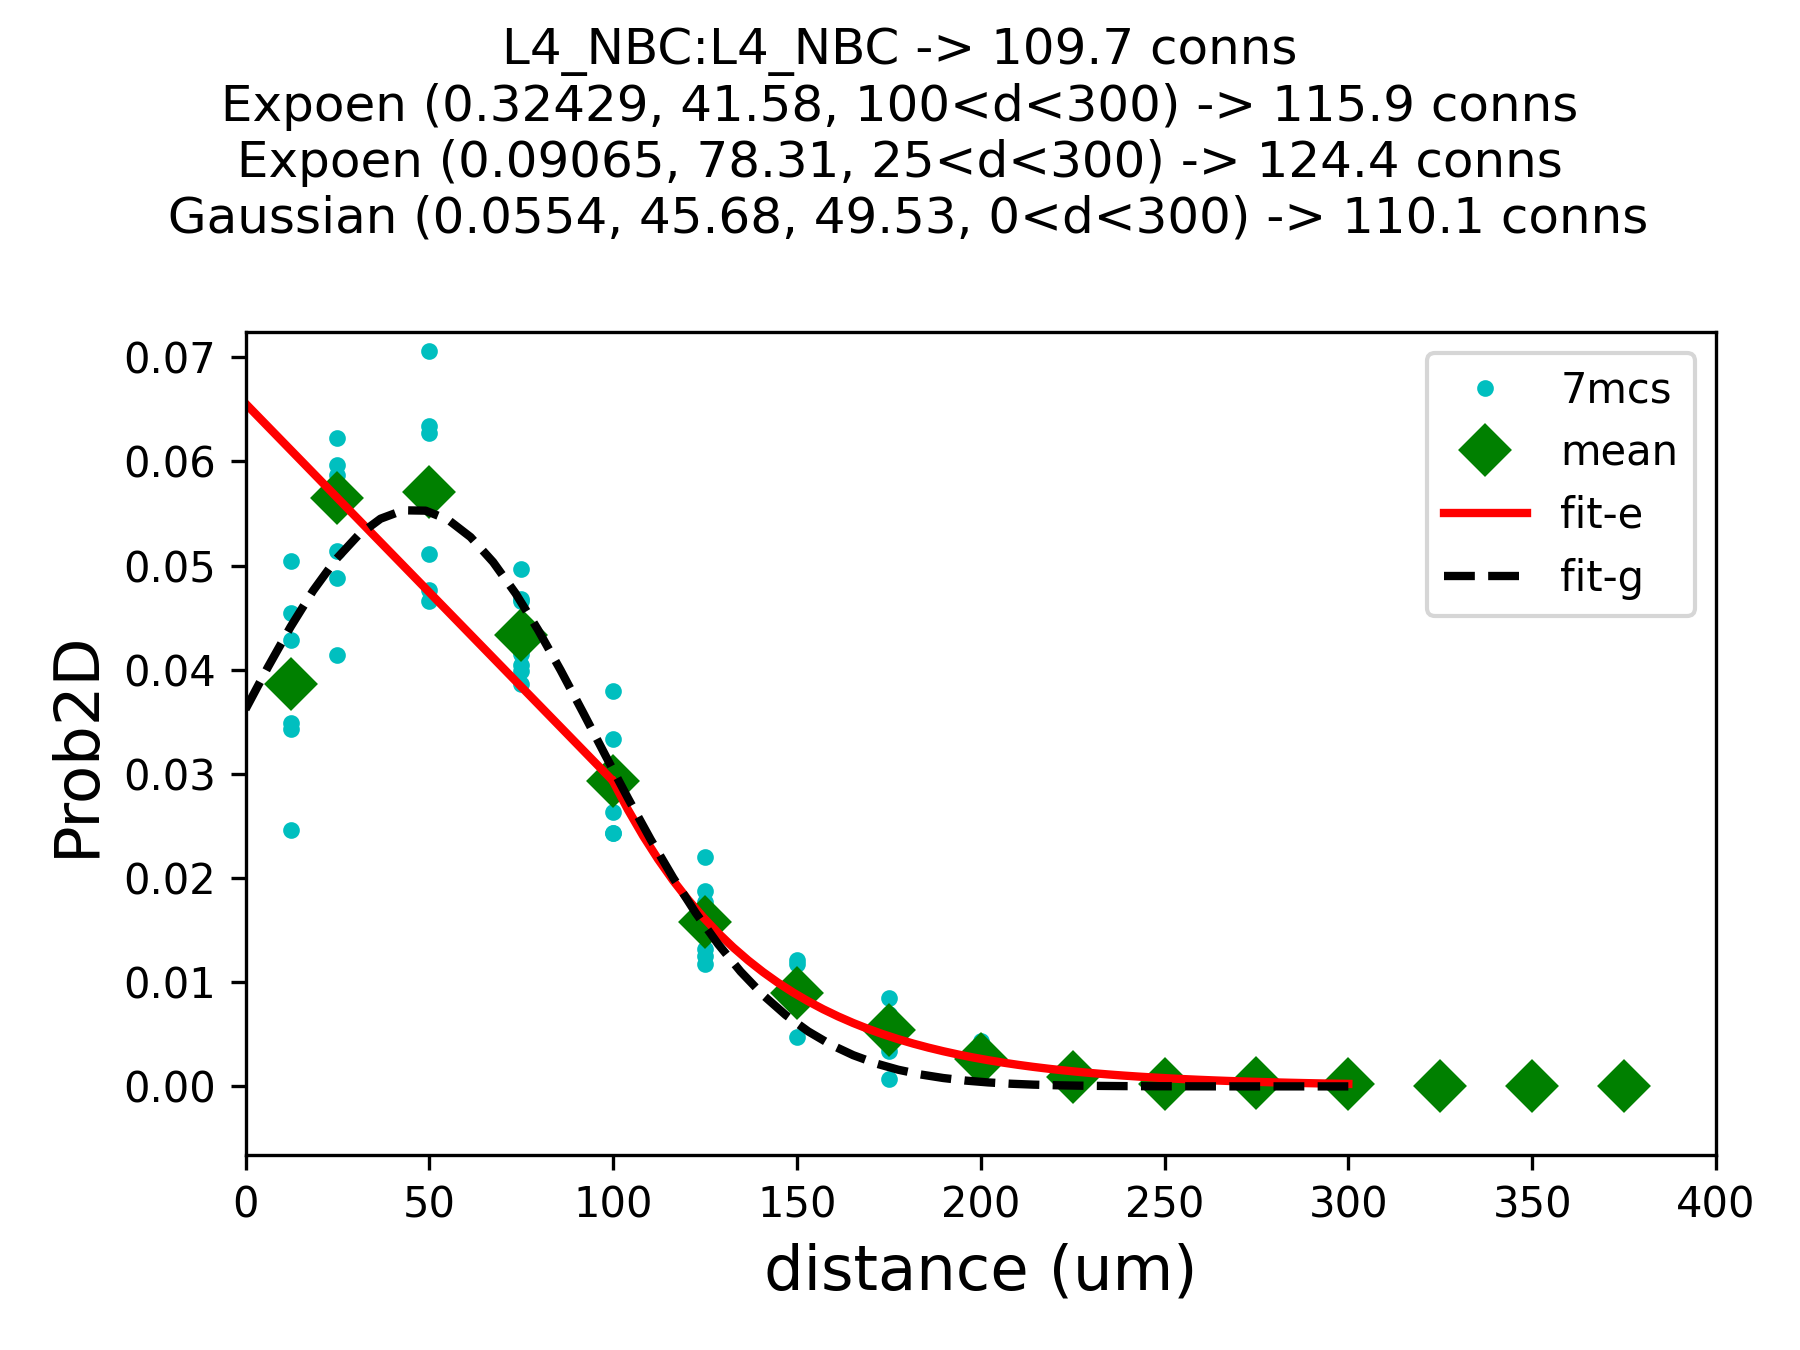 L4_NBC:L4_NBC -> 109.7 conns
Expoen (0.32429, 41.58, 100<d<300) -> 115.9 conns
Expoen (0.09065, 78.31, 25<d<300) -> 124.4 conns
Gaussian (0.0554, 45.68, 49.53, 0<d<300) -> 110.1 conns
0.07
0.06
0.05
0.04
0.03
0.02
0.01
0.00
Prob2D
7mcs
mean
fit-e
fit-g
0 50 100 150 200 250 300 350 400
distance (um)